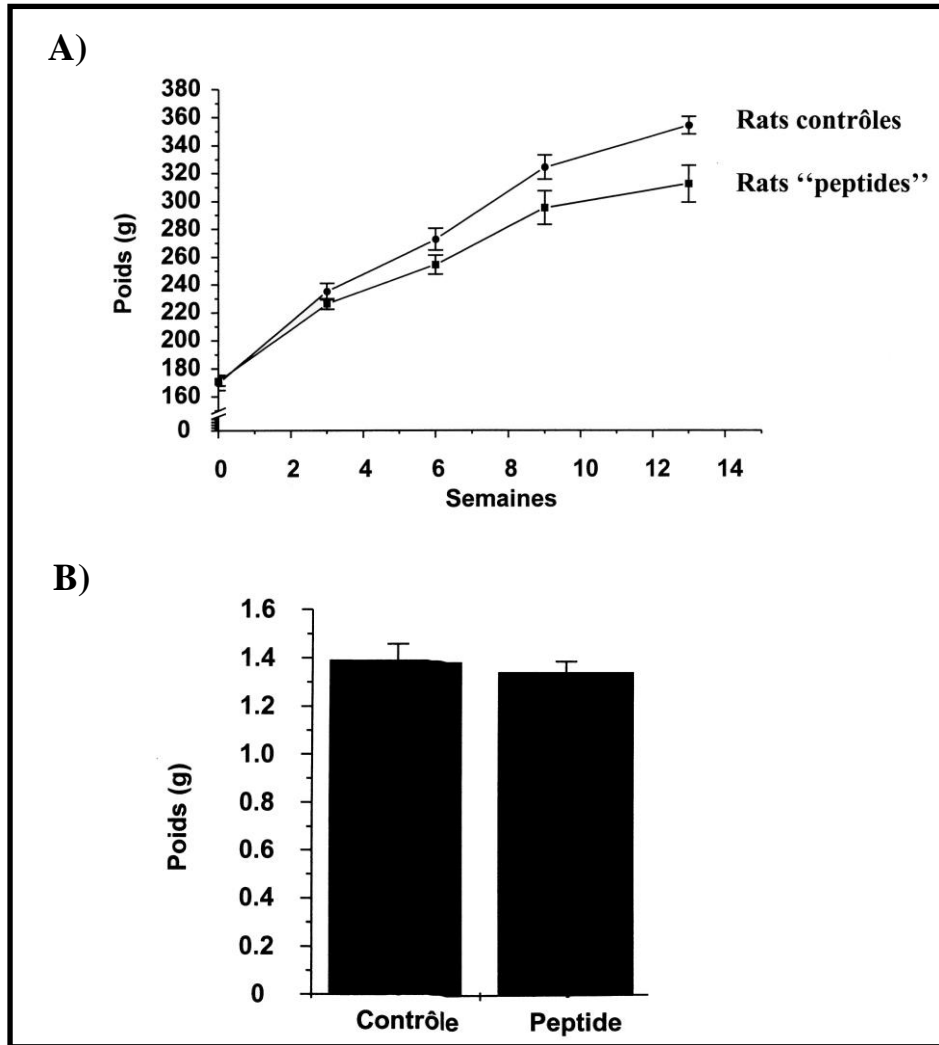 A)
380
360
340
320
300
280
260
240
220
200
180
160
0
Poids (g)
Rats contrôles
Rats ‘‘peptides’’
0 2 4 6 8 10 12 14
Semaines
B)
1.6
1.4
1.2
1.0
0.8
0.6
0.4
0.2
0
Poids (g)
Contrôle Peptide